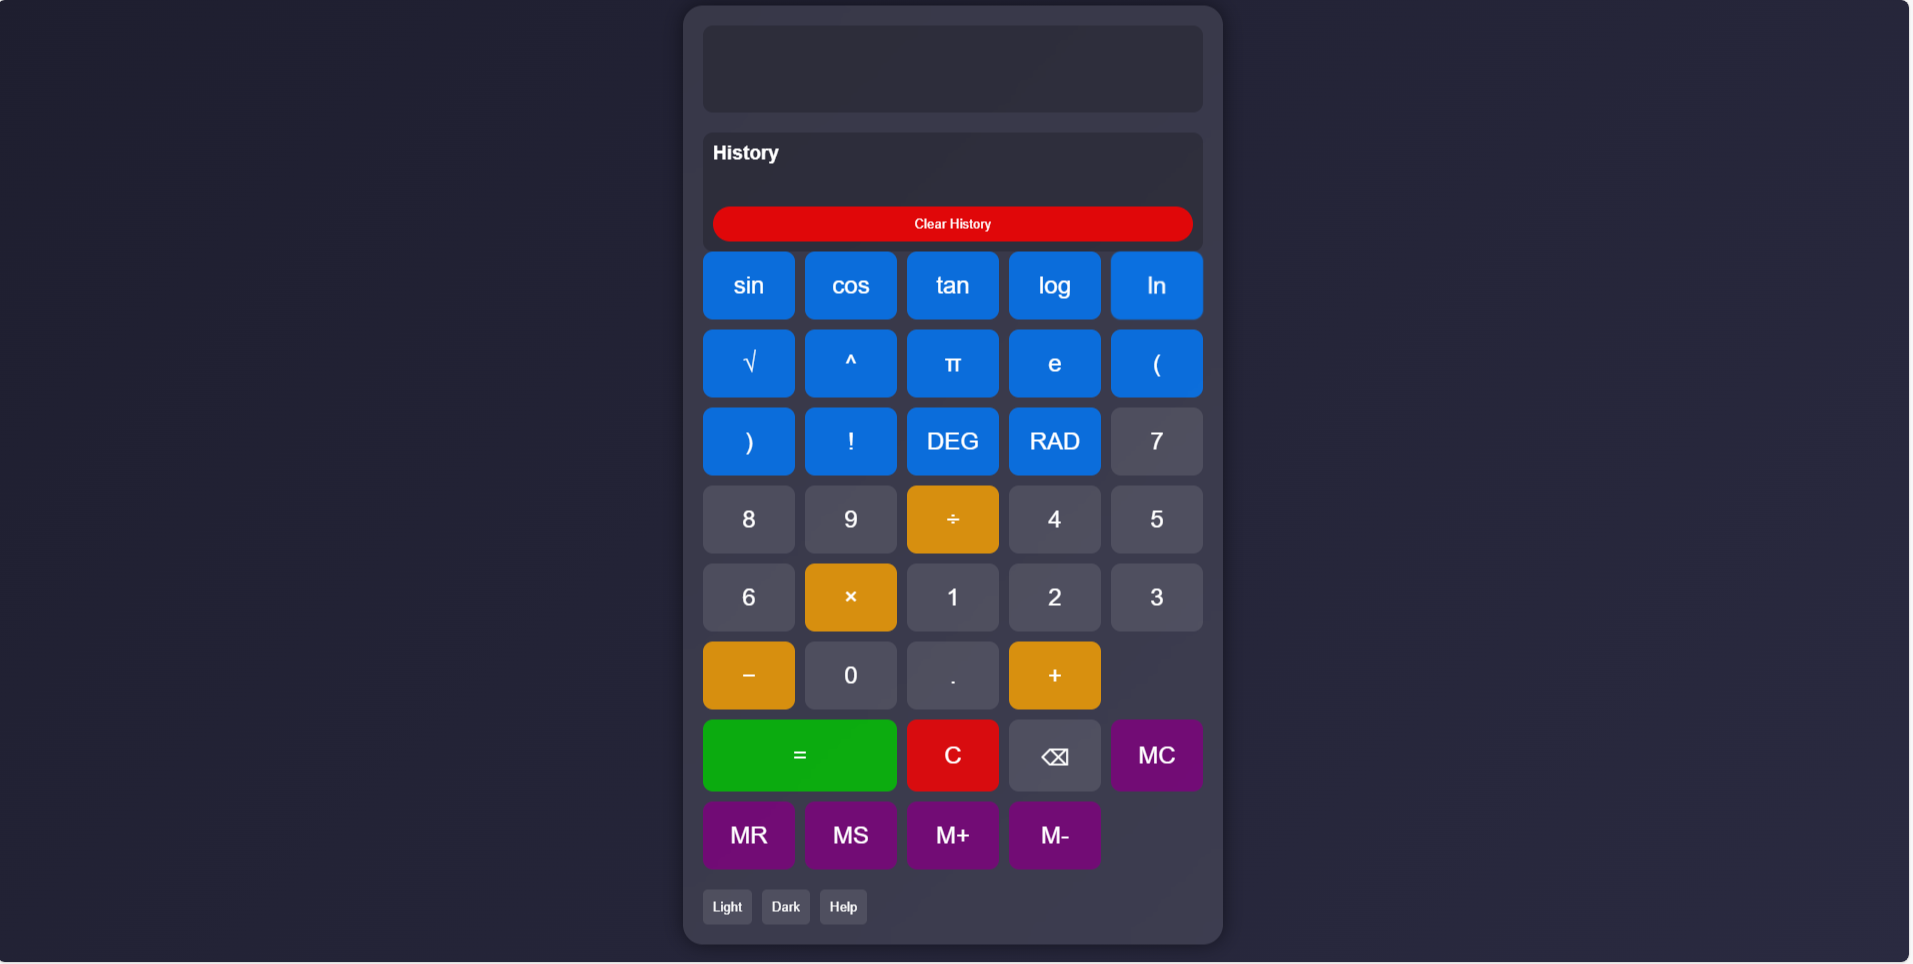 History
Clear History
sin cos tan log ln
√ ^ π e (
) ! DEG RAD 7
8 9 ÷ 4 5
6 × 1 2 3
− 0 . +
= C ⌫ MC
MR MS M+ M-
Light Dark Help